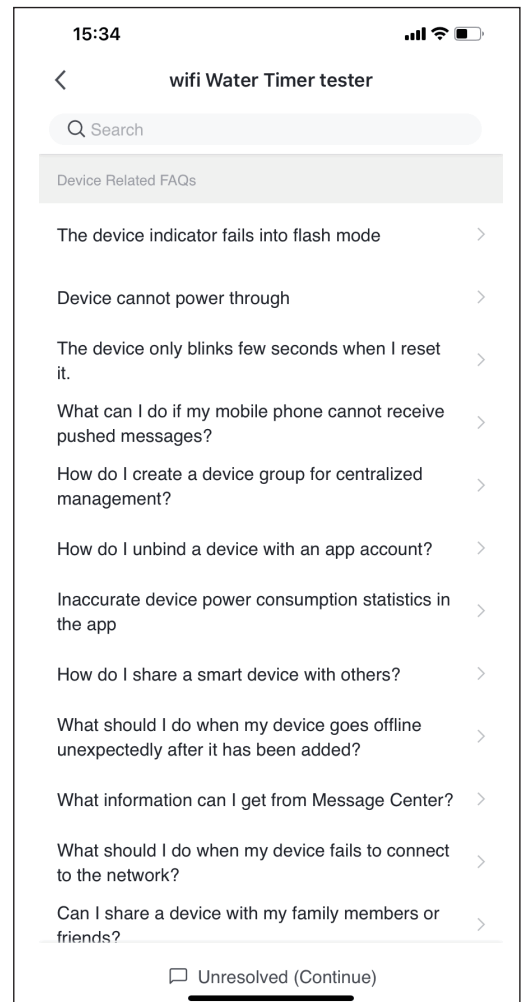 15:34
wifi Water Timer tester
Search
Device Related FAQs
The device indicator fails into flash mode
Device cannot power through
The device only blinks few seconds when I reset
it.
What can I do if my mobile phone cannot receive
pushed messages?
How do I create a device group for centralized
management?
How do I unbind a device with an app account?
Inaccurate device power consumption statistics in
the app
How do I share a smart device with others?
What should I do when my device goes offline
unexpectedly after it has been added?
What information can I get from Message Center?
What should I do when my device fails to connect
to the network?
Can I share a device with my family members or
friends?
Unresolved (Continue)